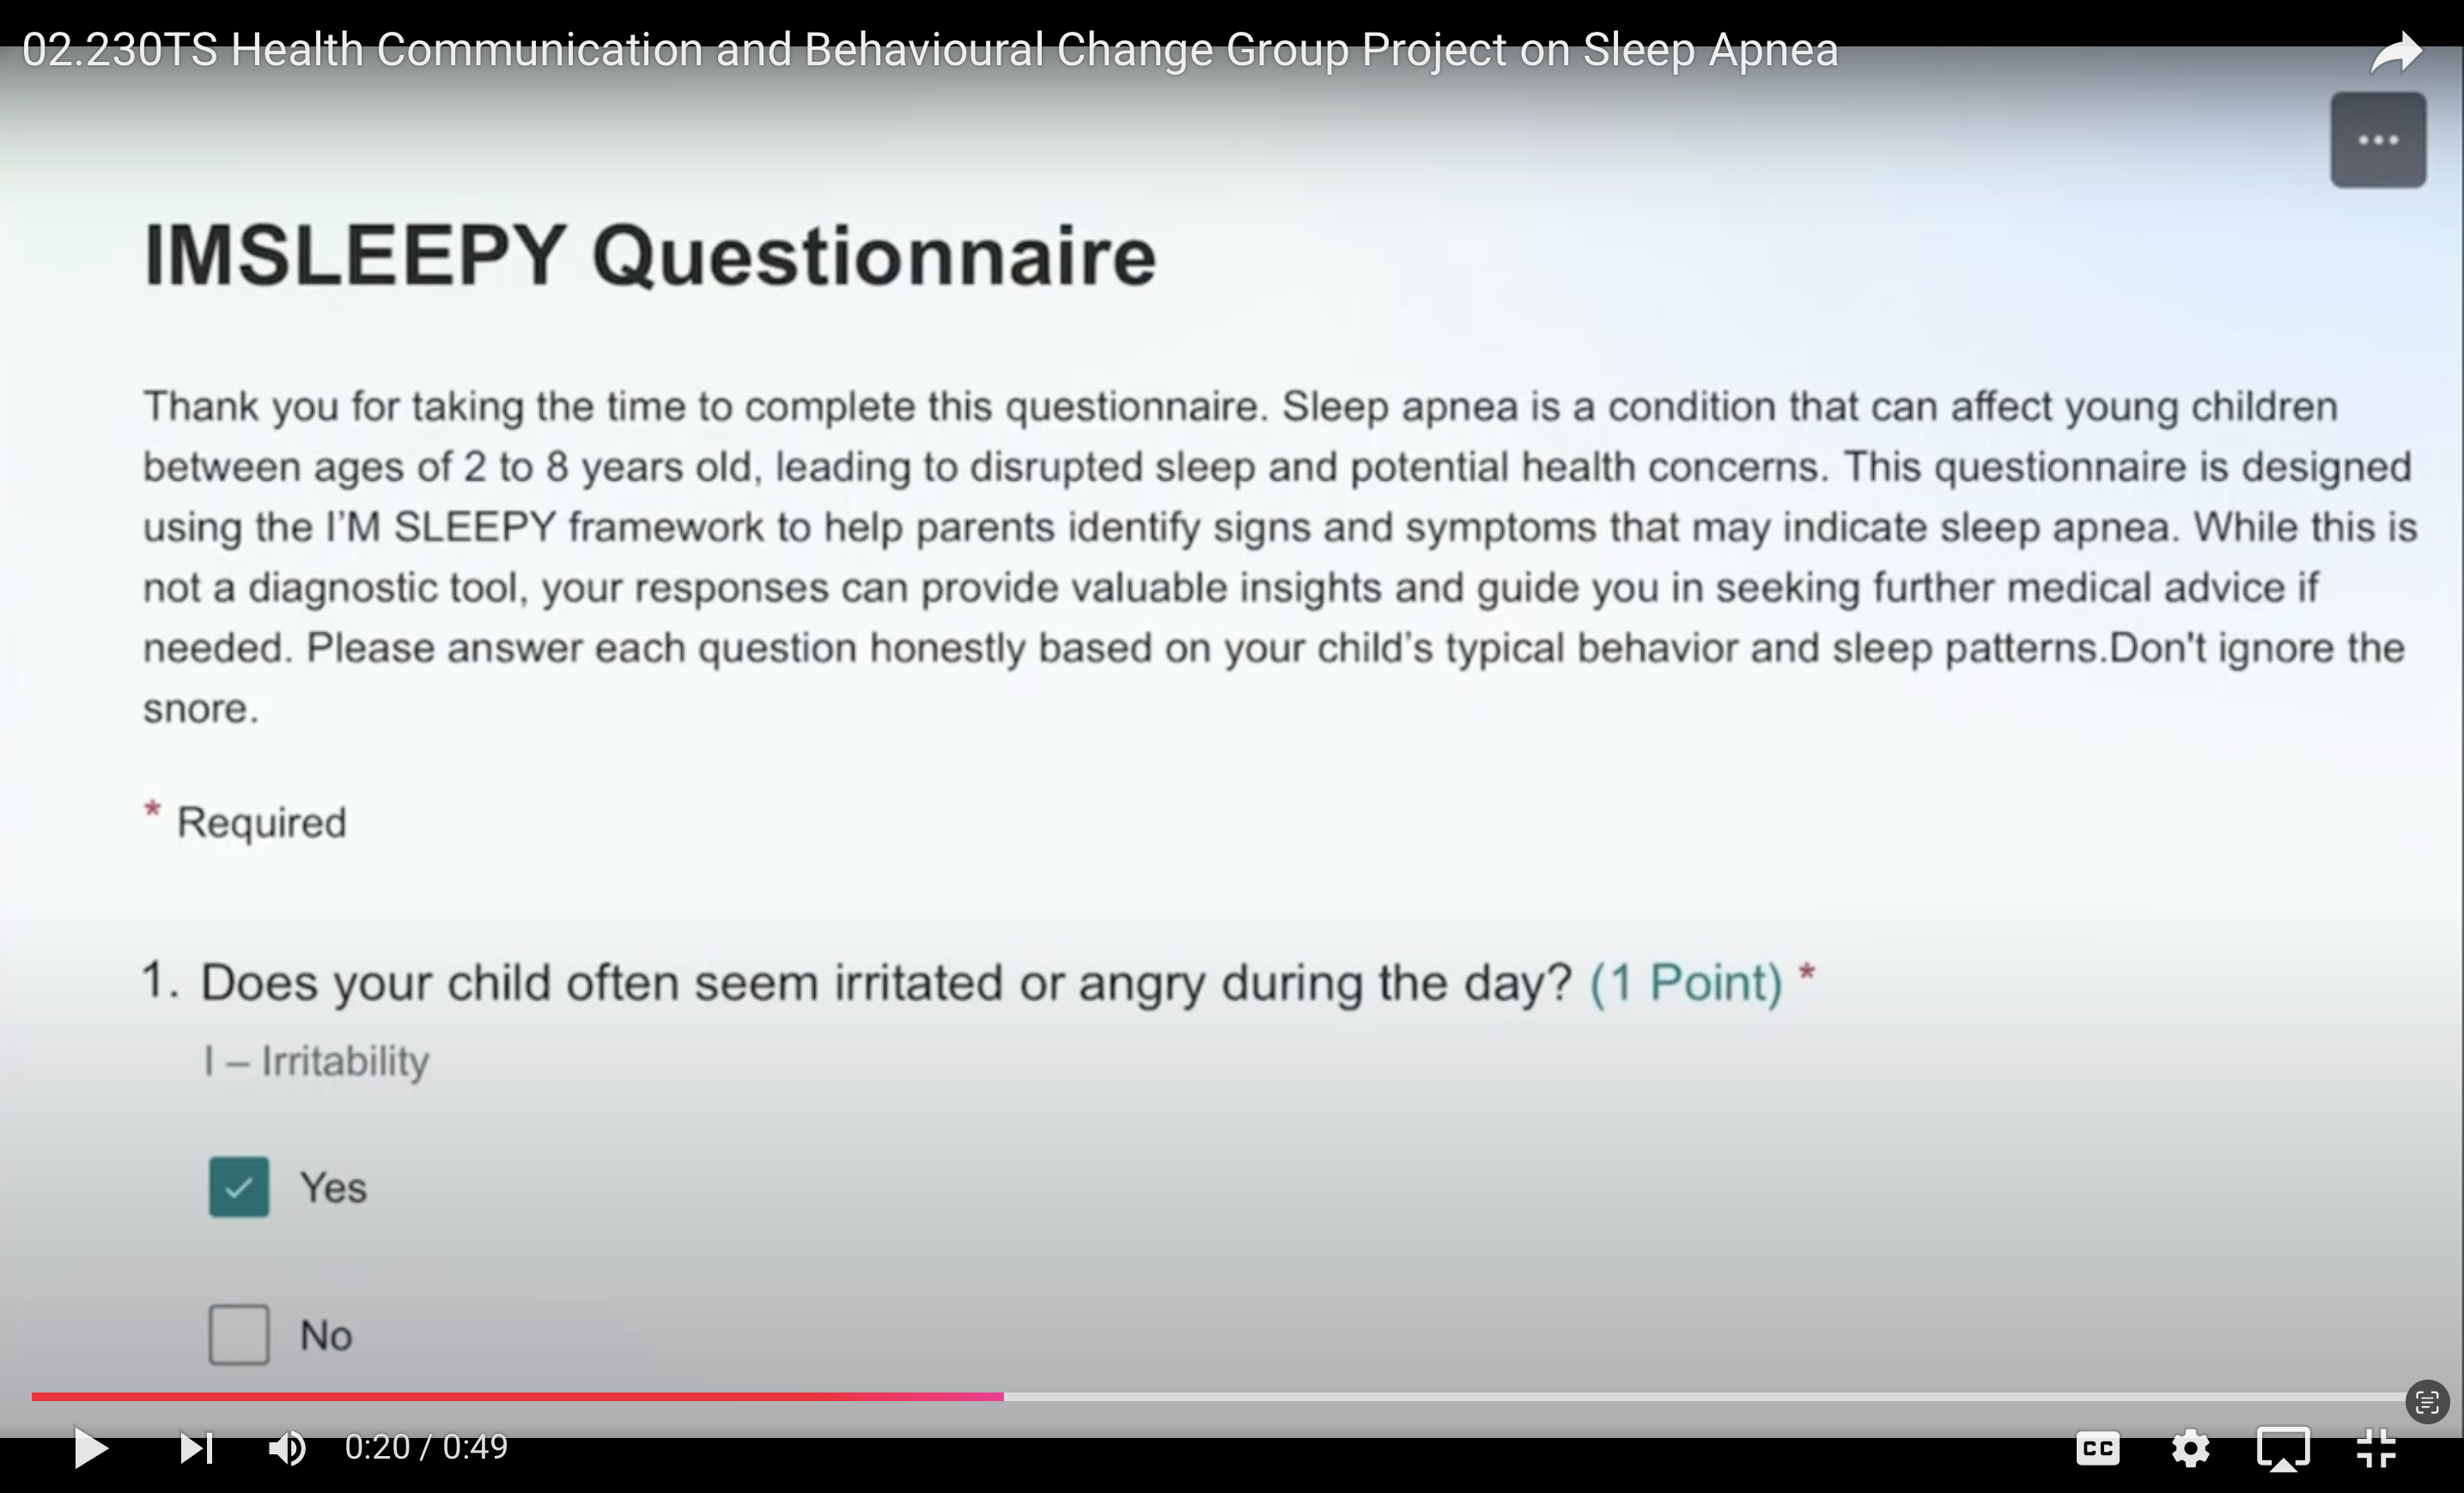 02.230TS Health Communication and Behavioural Change Group Project on Sleep Apnea
IMSLEEPY Questionnaire
Thank you for taking the time to complete this questionnaire. Sleep apnea is a condition that can affect young children
between ages of 2 to 8 years old, leading to disrupted sleep and potential health concerns. This questionnaire is designed
using the I’M SLEEPY framework to help parents identify signs and symptoms that may indicate sleep apnea. While this is
not a diagnostic tool, your responses can provide valuable insights and guide you in seeking further medical advice if
needed. Please answer each question honestly based on your child’s typical behavior and sleep patterns.Don't ignore the
snore.
* Required
1. Does your child often seem irritated or angry during the day? (1 Point) *
I – Irritability
Yes
No
0:20 / 0:49
CC